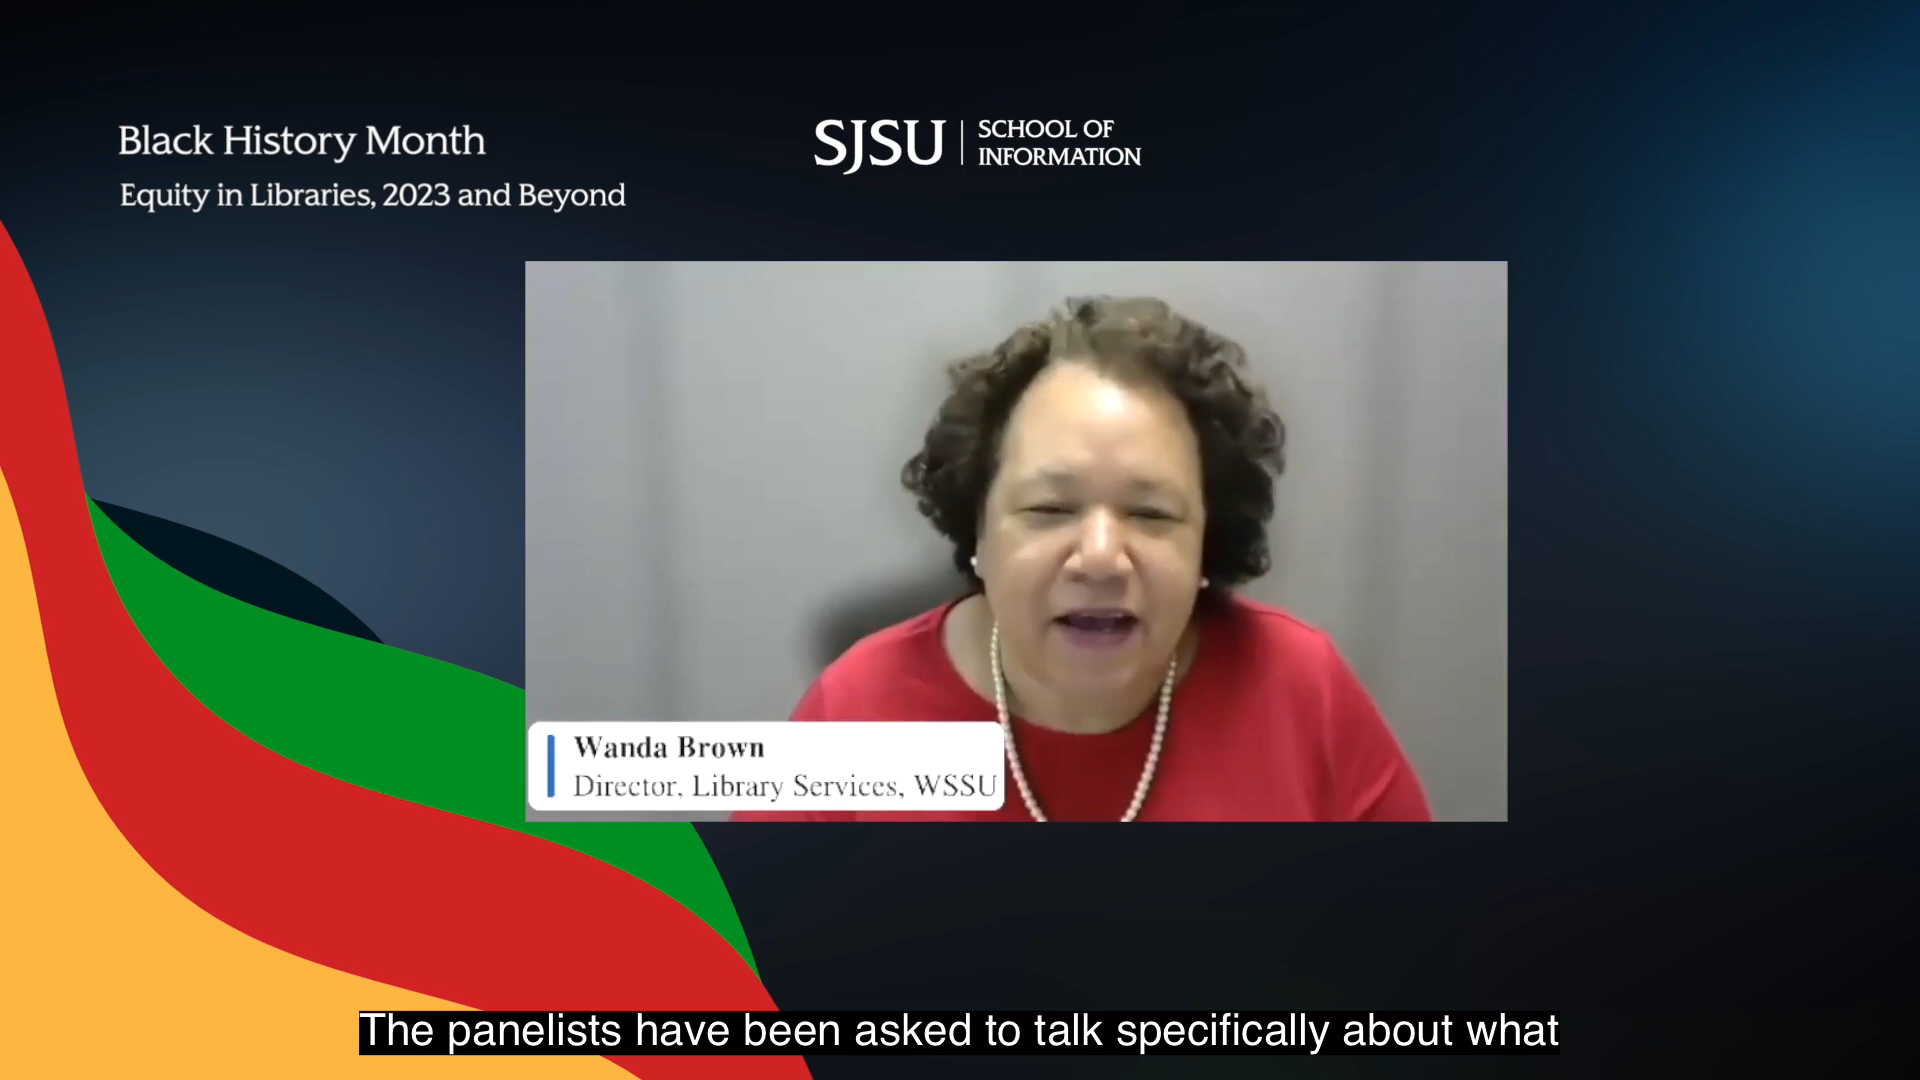 Black History Month
Equity in Libraries, 2023 and Beyond
SJSU
SCHOOL OF
INFORMATION
Wanda Brown
Director, Library Services, WSSU
The panelists have been asked to talk specifically about what